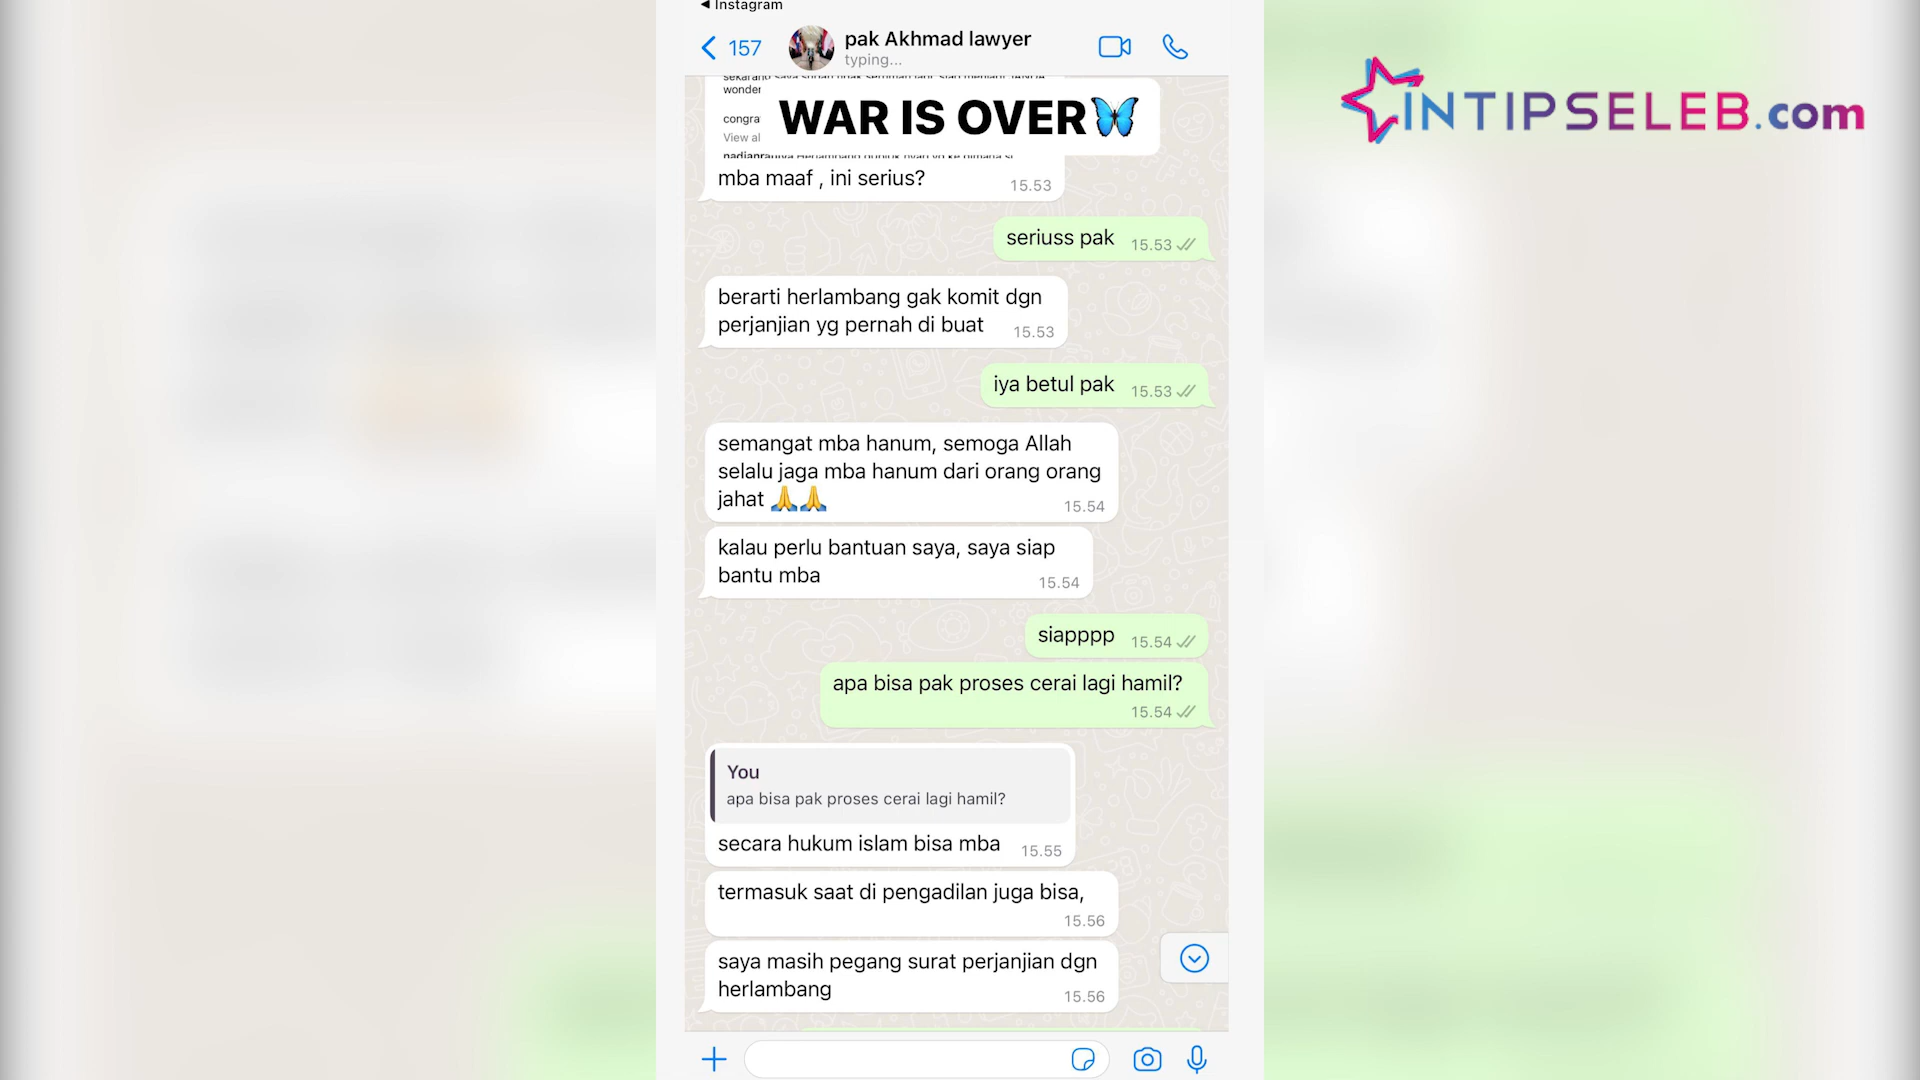 Instagram
157
pak Akhmad lawyer
typing...
wonder
WAR IS OVER🦋
congra
View al
mba maaf , ini serius?
15.53
seriuss pak
15.53
berarti herlambang gak komit dgn
perjanjian yg pernah di buat
15.53
iya betul pak
15.53
semangat mba hanum, semoga Allah
selalu jaga mba hanum dari orang orang
jahat 🙏🙏
15.54
kalau perlu bantuan saya, saya siap
bantu mba
15.54
siapppp
15.54
apa bisa pak proses cerai lagi hamil?
15.54
You
apa bisa pak proses cerai lagi hamil?
secara hukum islam bisa mba
15.55
termasuk saat di pengadilan juga bisa,
15.56
saya masih pegang surat perjanjian dgn
herlambang
15.56
INTIPSELEB.com